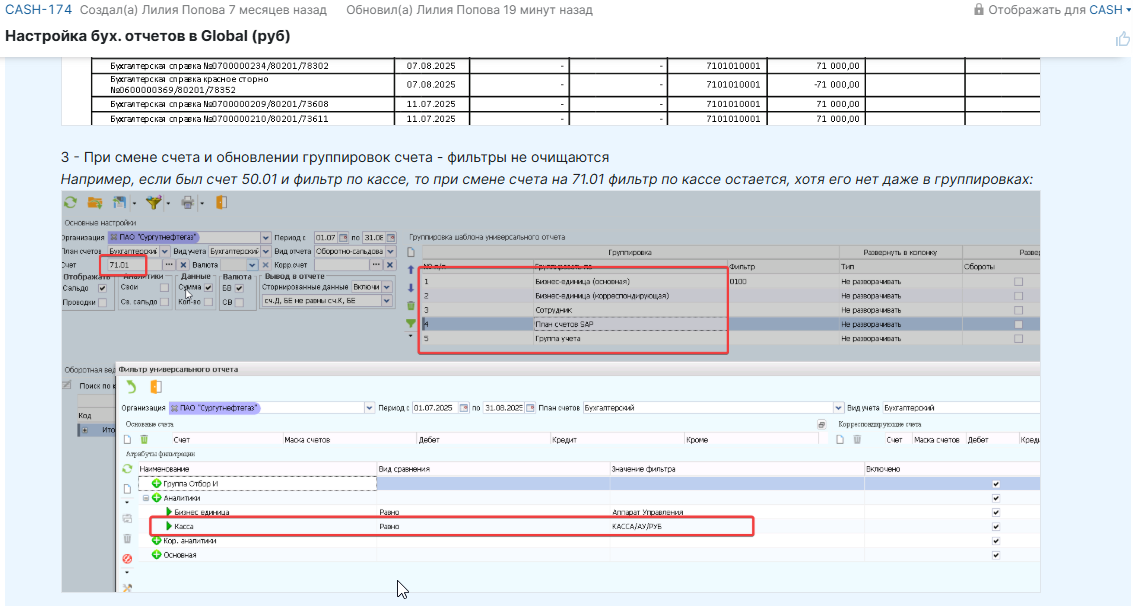 CASH-174 Создал(а) Лилия Попова 7 месяцев назад Обновил(а) Лилия Попова 19 минут назад Отображать для CASH
Настройка бух. отчетов в Global (руб)
Бухгалтерская справка №0700000234/80201/78302 07.08.2025 - - 7101010001 71 000,00
Бухгалтерская справка красное сторно №0600000369/80201/78352 07.08.2025 - - 7101010001 -71 000,00
Бухгалтерская справка №0700000209/80201/73608 11.07.2025 - - 7101010001 71 000,00
Бухгалтерская справка №0700000210/80201/73611 11.07.2025 - - 7101010001 71 000,00
3 - При смене счета и обновлении группировок счета - фильтры не очищаются
Например, если был счет 50.01 и фильтр по кассе, то при смене счета на 71.01 фильтр по кассе остается, хотя его нет даже в группировках:
Основные настройки
Организация ПАО "Сургутнефтегаз" Период с 01.07 по 31.08 Группировка шаблона универсального отчета
План счетов Бухгалтерский Вид учета Бухгалтерский Вид отчета Оборотно-сальдова Группировка Развернуть в колонку Разве
Счет 71.01 Валюта Корр.счет № п/п Группировать по Фильтр Тип Обороты
Отображать Аналитики Данные Валюта Вывод в отчете
Сальдо Свои Сумма БВ Сторнированные данные Включи
Проводки Св. сальдо Кол-во СВ сч.Д, БЕ не равны сч.К, БЕ
1 Бизнес-единица (основная) 0100 Не разворачивать
2 Бизнес-единица (корреспондирующая) Не разворачивать
3 Сотрудник Не разворачивать
4 План счетов SAP Не разворачивать
5 Группа учета Не разворачивать
Оборотная вед
Поиск по
Код
Ито
Фильтр универсального отчета
Организация ПАО "Сургутнефтегаз" Период с 01.07.2025 по 31.08.2025 План счетов Бухгалтерский Вид учета Бухгалтерский
Основные счета Корреспондирующие счета
Счет Маска счетов Дебет Кредит Кроме Счет Маска счетов Дебет Креди
Атрибуты фильтрации
Наименование Вид сравнения Значение фильтра Включено
Группа Отбор И
Аналитики
Бизнес единица Равно Аппарат Управления
Касса Равно КАССА/АУ/РУБ
Кор. аналитики
Основная